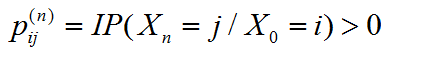 p_{ij}^{(n)} = IP(X_n = j / X_0 = i) > 0